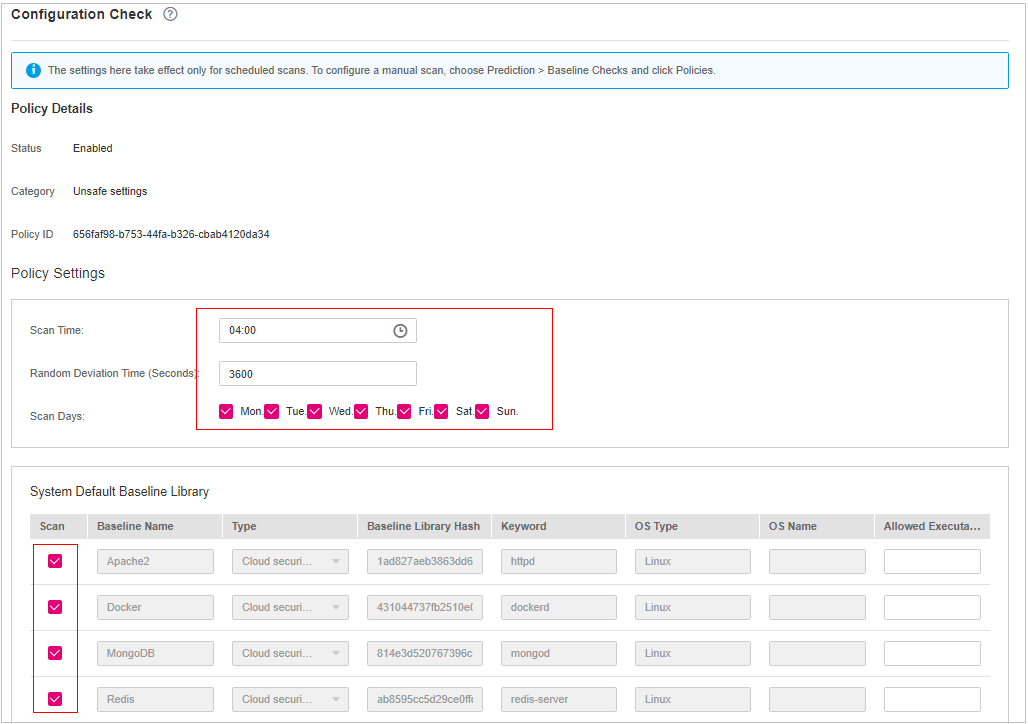 Configuration Check ?
The settings here take effect only for scheduled scans. To configure a manual scan, choose Prediction > Baseline Checks and click Policies.
Policy Details
Status Enabled
Category Unsafe settings
Policy ID 656faf98-b753-44fa-b326-cbab4120da34
Policy Settings
Scan Time: 04:00
Random Deviation Time (Seconds): 3600
Scan Days: Mon. Tue. Wed. Thu. Fri. Sat. Sun.
System Default Baseline Library
Scan Baseline Name Type Baseline Library Hash Keyword OS Type OS Name Allowed Executa...
Apache2 Cloud securi... 1ad827aeb3863dd6 httpd Linux
Docker Cloud securi... 431044737fb2510e0 dockerd Linux
MongoDB Cloud securi... 814e3d520767396c mongod Linux
Redis Cloud securi... ab8595cc5d29ce0ff redis-server Linux